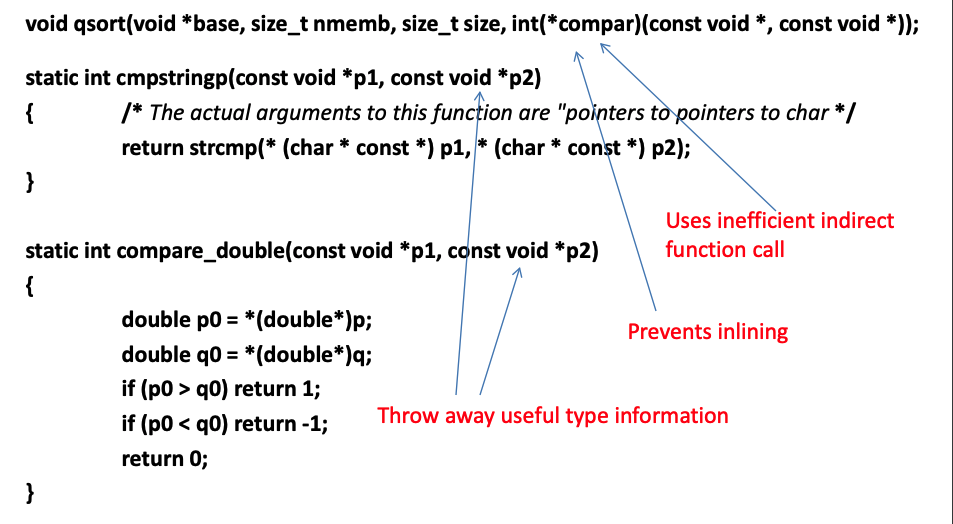 void qsort(void *base, size_t nmemb, size_t size, int(*compar)(const void *, const void *));
static int cmpstringp(const void *p1, const void *p2)
{ /* The actual arguments to this function are "pointers to pointers to char */
return strcmp(* (char * const *) p1, * (char * const *) p2);
}
Uses inefficient indirect
function call
static int compare_double(const void *p1, const void *p2)
{
double p0 = *(double*)p;
Prevents inlining
double q0 = *(double*)q;
if (p0 > q0) return 1;
Throw away useful type information
if (p0 < q0) return -1;
return 0;
}